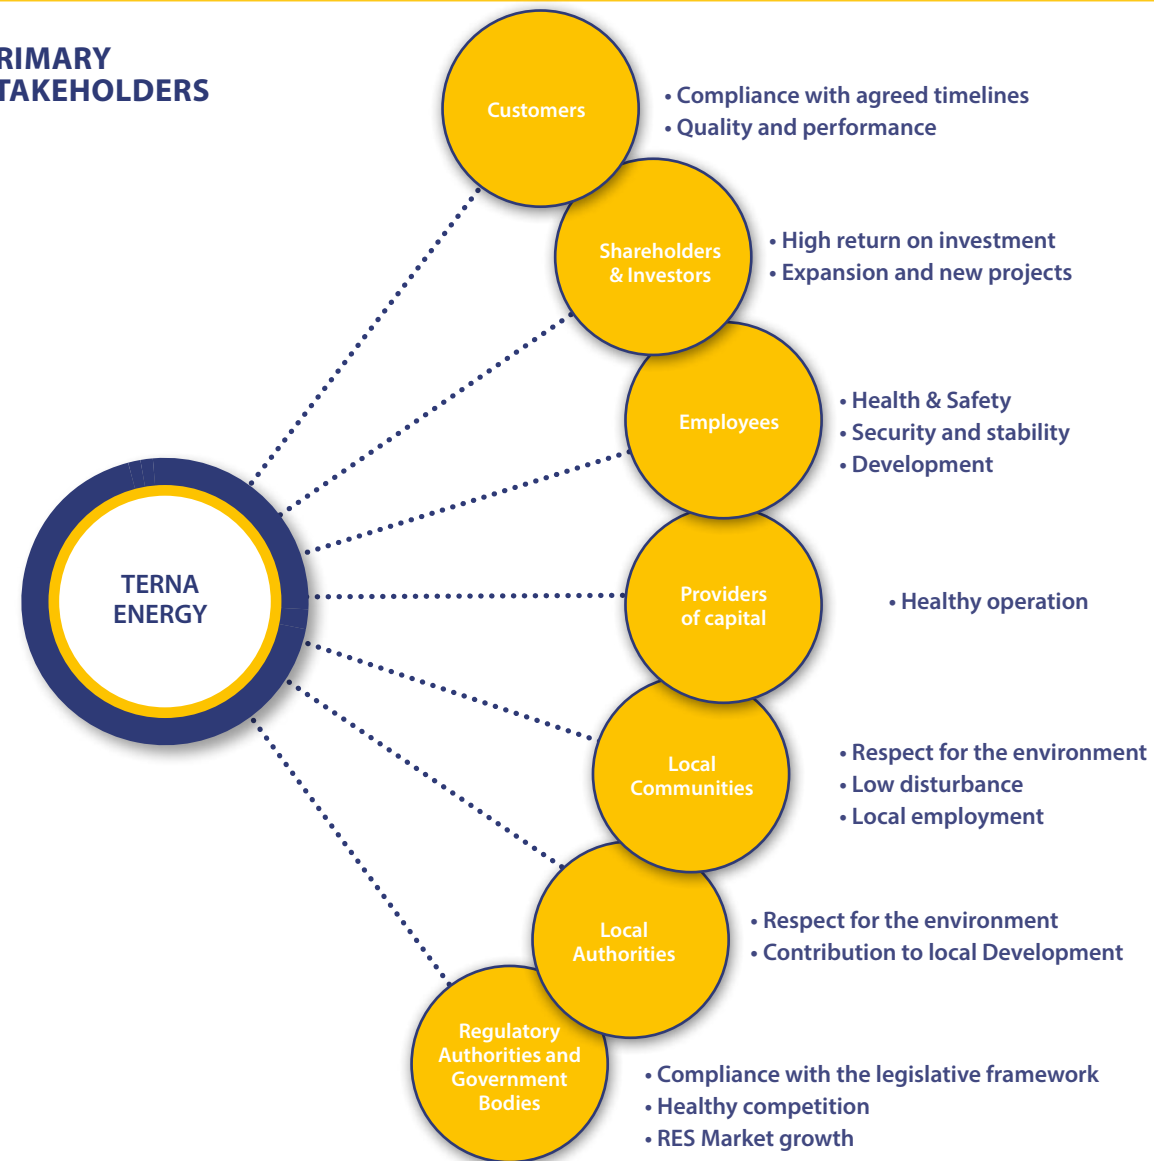 RIMARY
TAKEHOLDERS
Customers
• Compliance with agreed timelines
• Quality and performance
Shareholders
& Investors
• High return on investment
• Expansion and new projects
Employees
• Health & Safety
• Security and stability
• Development
TERNA
ENERGY
Providers
of capital
• Healthy operation
Local
Communities
• Respect for the environment
• Low disturbance
• Local employment
Local
Authorities
• Respect for the environment
• Contribution to local Development
Regulatory
Authorities and
Government
Bodies
• Compliance with the legislative framework
• Healthy competition
• RES Market growth